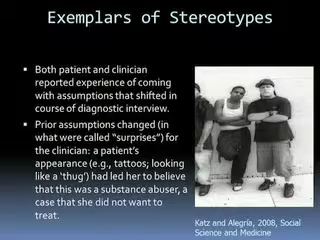 Exemplars of Stereotypes
Both patient and clinician
reported experience of coming
with assumptions that shifted in
course of diagnostic interview.
Prior assumptions changed (in
what were called “surprises”) for
the clinician: a patient’s
appearance (e.g., tattoos; looking
like a ‘thug’) had led her to believe
that this was a substance abuser, a
case that she did not want to
treat.
Katz and Alegría, 2008, Social
Science and Medicine